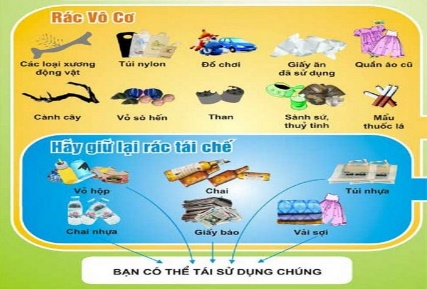 Rác Vô Cơ
Các loại xương động vật
Túi nylon
Đồ chơi
Giấy ăn đã sử dụng
Quần áo cũ
Cành cây
Vỏ sò hến
Than
Sành sứ, thuỷ tinh
Mẩu thuốc lá
Hãy giữ lại rác tái chế
Vỏ hộp
Chai
Túi nhựa
Chai nhựa
Giấy báo
Vải sợi
BẠN CÓ THỂ TÁI SỬ DỤNG CHÚNG